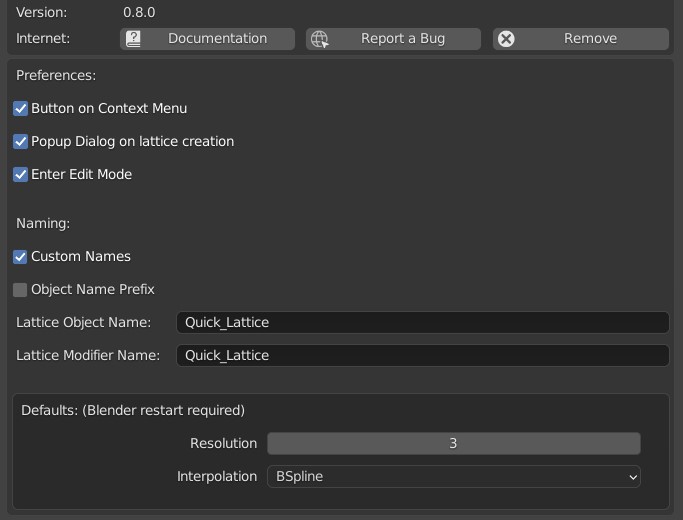 Version: 0.8.0
Internet: Documentation Report a Bug Remove
Preferences:
Button on Context Menu
Popup Dialog on lattice creation
Enter Edit Mode
Naming:
Custom Names
Object Name Prefix
Lattice Object Name: Quick_Lattice
Lattice Modifier Name: Quick_Lattice
Defaults: (Blender restart required)
Resolution 3
Interpolation BSpline